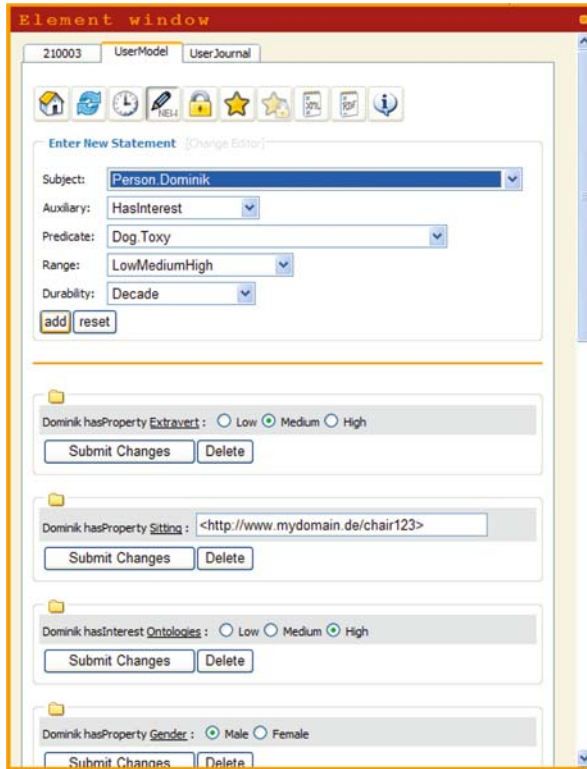 Element window
210003 UserModel UserJournal
NEW XML RDF
Enter New Statement [Change Editor]
Subject: Person.Dominik
Auxiliary: HasInterest
Predicate: Dog.Toxy
Range: LowMediumHigh
Durability: Decade
add reset
Dominik hasProperty Extravert : Low Medium High
Submit Changes Delete
Dominik hasProperty Sitting : <http://www.mydomain.de/chair123>
Submit Changes Delete
Dominik hasInterest Ontologies : Low Medium High
Submit Changes Delete
Dominik hasProperty Gender : Male Female
Submit Changes Delete